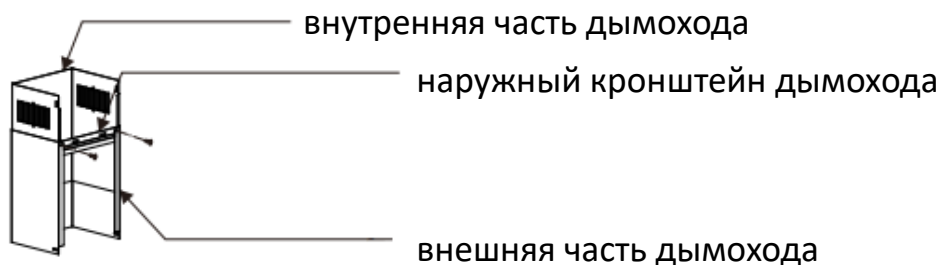 внутренняя часть дымохода
наружный кронштейн дымохода
внешняя часть дымохода